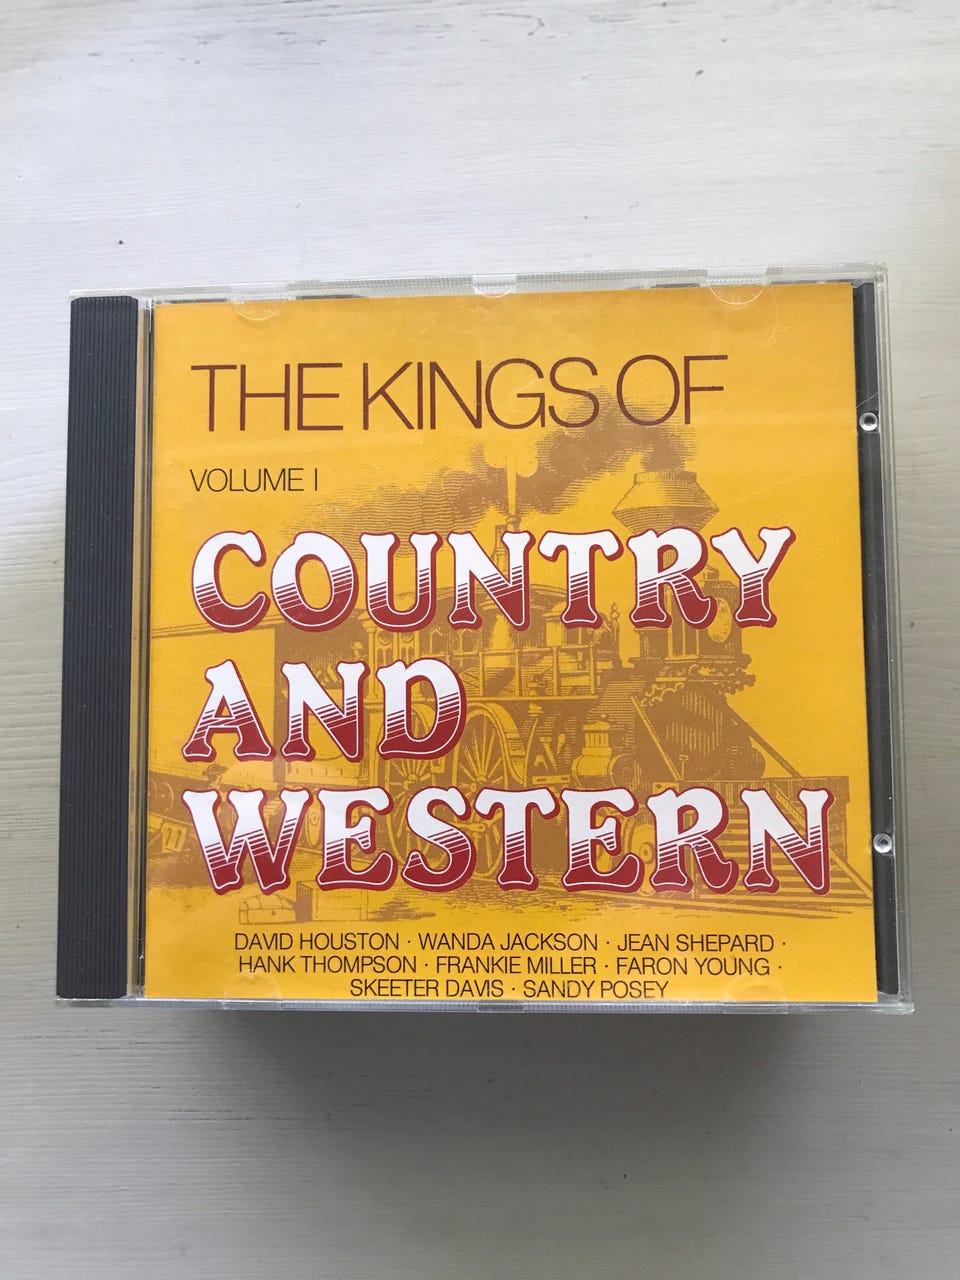 THE KINGS OF
VOLUME I
COUNTRY
AND
WESTERN
DAVID HOUSTON · WANDA JACKSON · JEAN SHEPARD ·
HANK THOMPSON · FRANKIE MILLER · FARON YOUNG ·
SKEETER DAVIS · SANDY POSEY